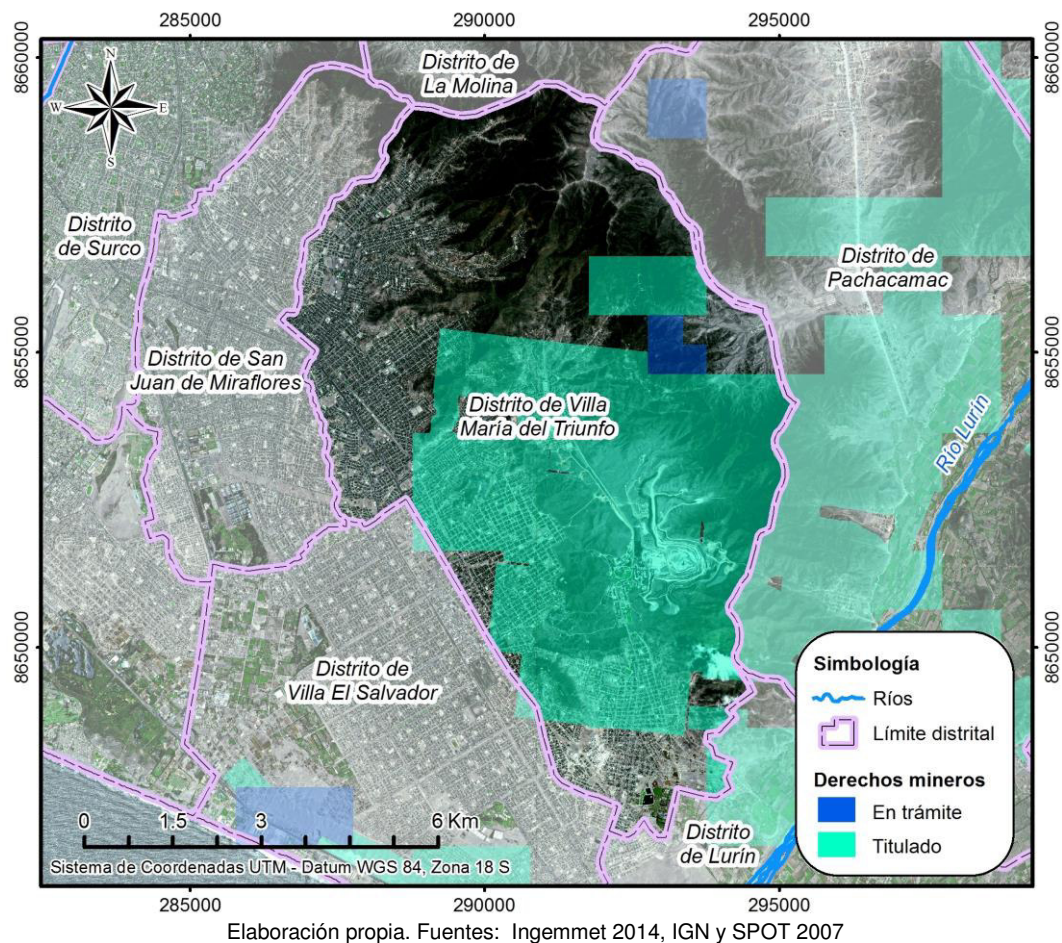 285000
290000
295000
8660000
8655000
8650000
8660000
8655000
8650000
N
W
E
S
Distrito de
La Molina
Distrito
de Surco
Distrito de
Pachacamac
Distrito de San
Juan de Miraflores
Distrito de Villa
María del Triunfo
Río Lurín
Distrito de
Villa El Salvador
Distrito
de Lurín
Simbología
Ríos
Límite distrital
Derechos mineros
En trámite
Titulado
0 1.5 3 6 Km
Sistema de Coordenadas UTM - Datum WGS 84, Zona 18 S
285000
290000
295000
Elaboración propia. Fuentes: Ingemmet 2014, IGN y SPOT 2007